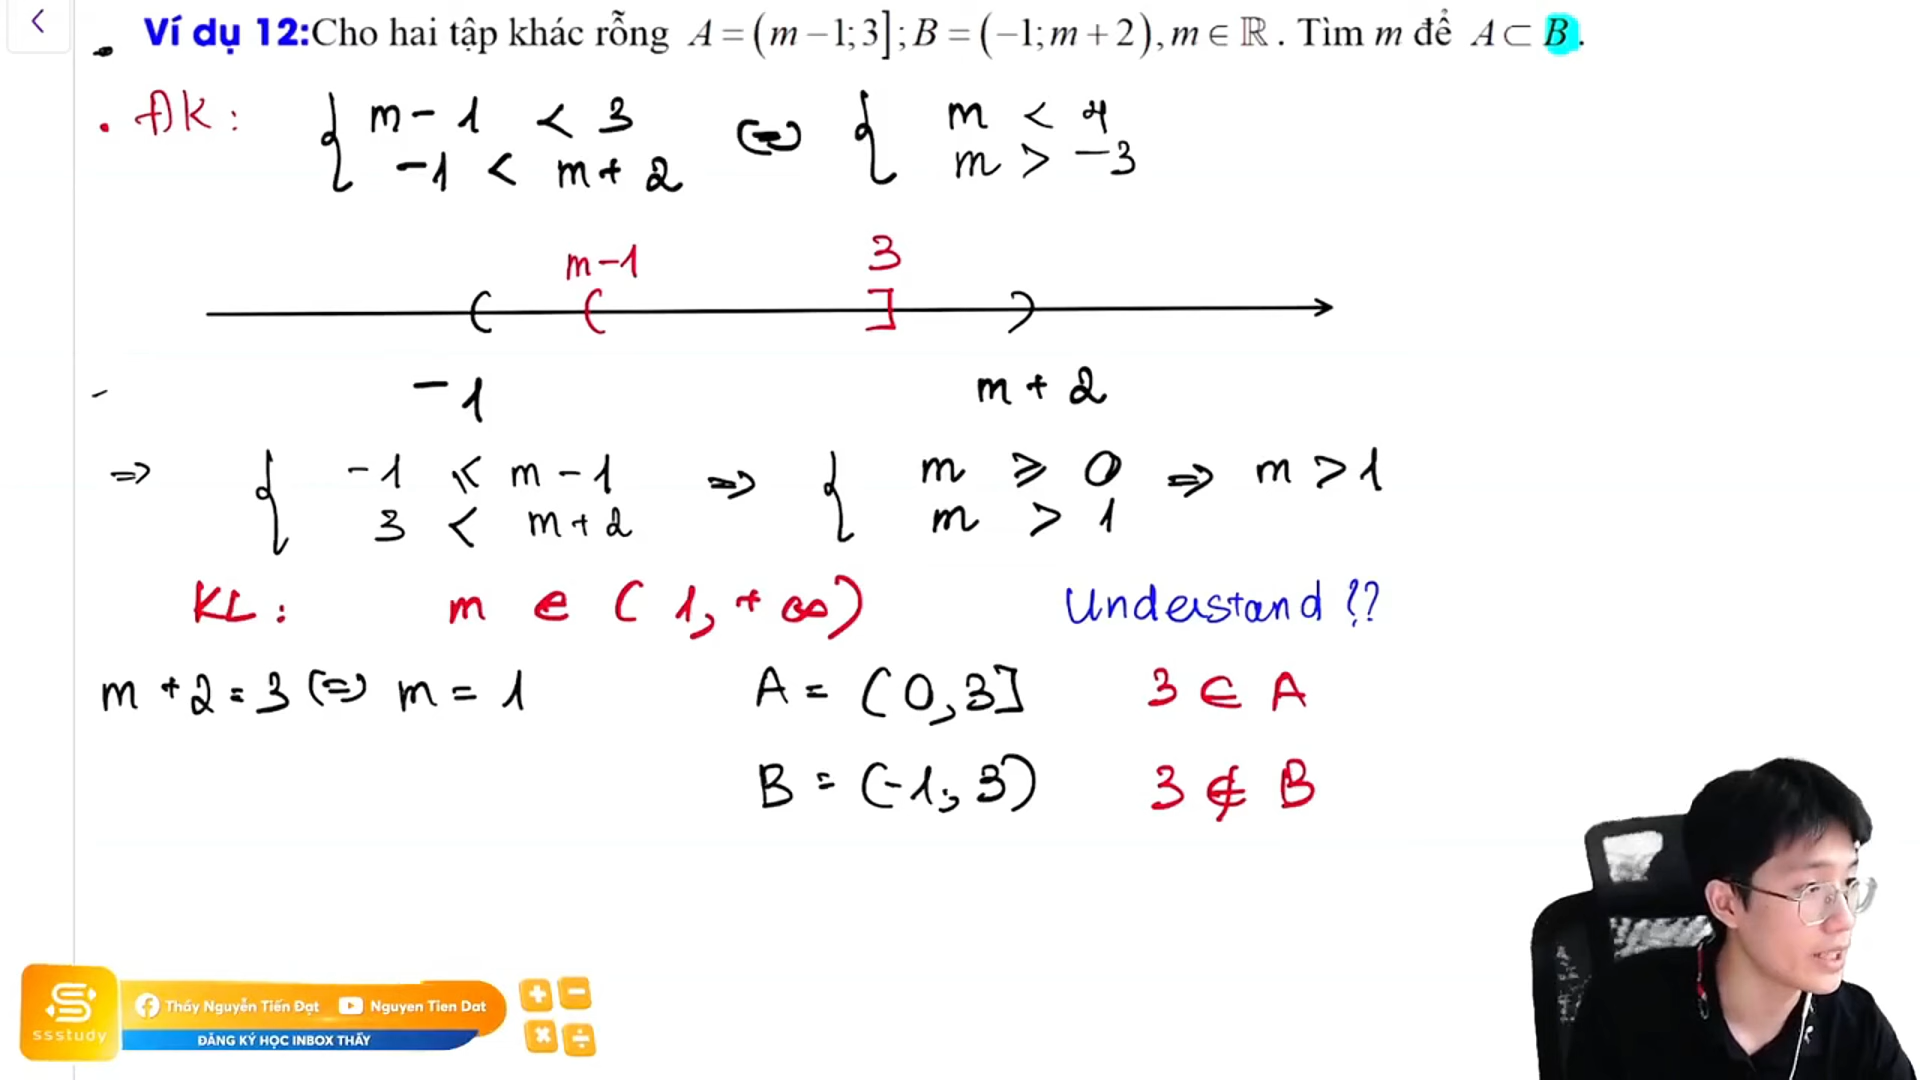 Ví dụ 12:Cho hai tập khác rỗng A = (m − 1; 3]; B = (−1; m + 2), m ∈ ℝ. Tìm m để A ⊂ B.
. ĐK: { m - 1 < 3 ⇔ { m < 4
-1 < m + 2 m > -3
m - 1 3
( ( ] )
-1 m + 2
⇒ { -1 ⩽ m - 1 ⇒ { m ⩾ 0 ⇒ m > 1
3 < m + 2 m > 1
KL: m ∈ (1, +∞) Understand ??
m + 2 = 3 ⇔ m = 1 A = (0, 3] 3 ∈ A
B = (-1; 3) 3 ∉ B
ssstudy
Thầy Nguyễn Tiến Đạt Nguyen Tien Dat
ĐĂNG KÝ HỌC INBOX THẦY